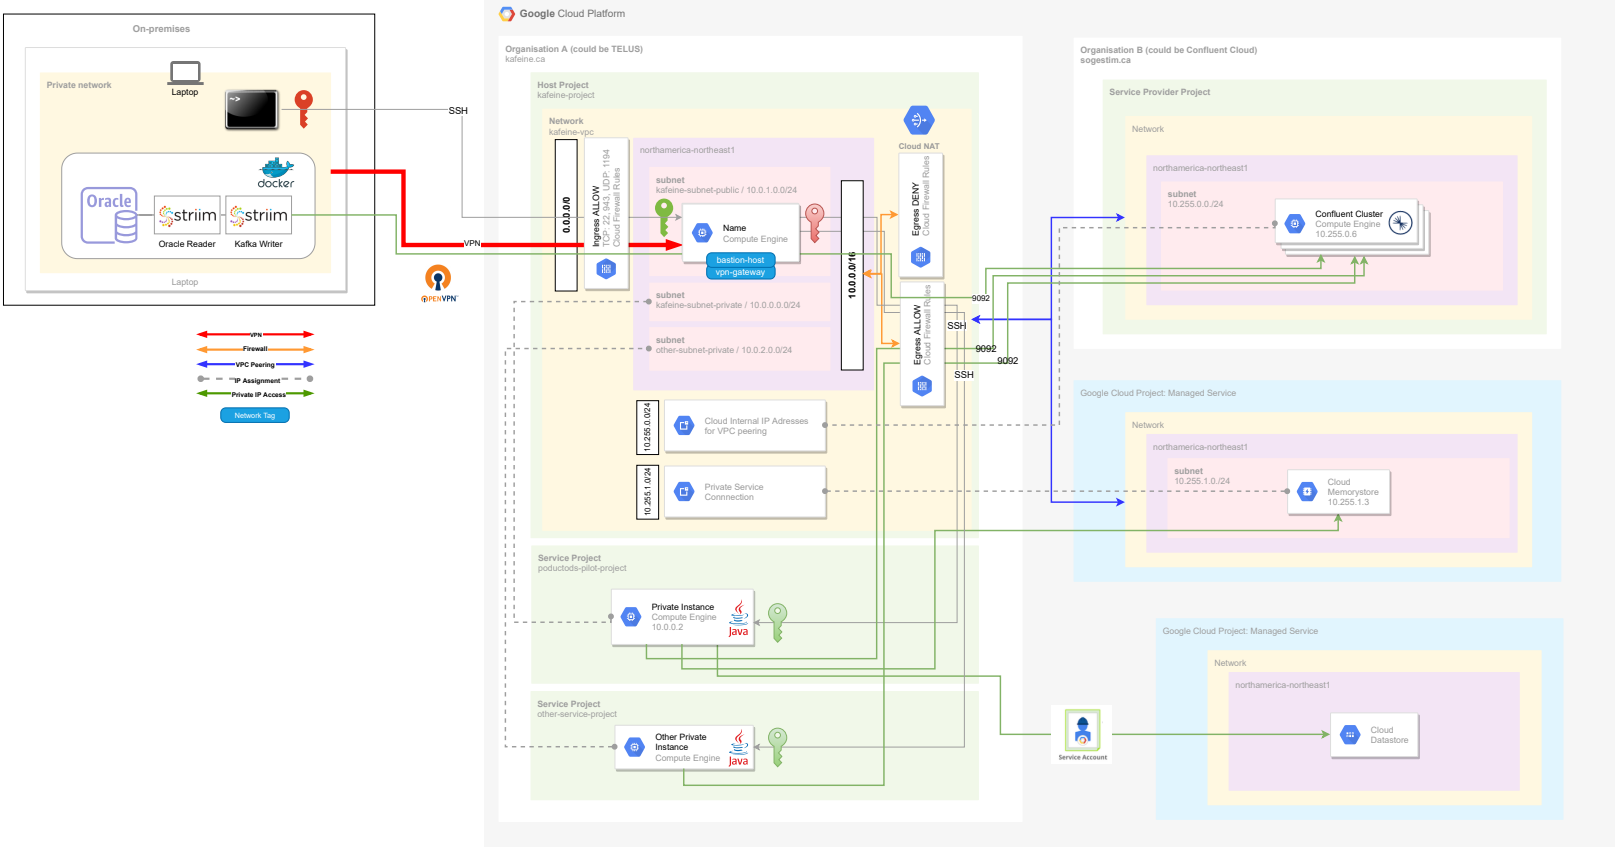 Google Cloud Platform
On-premises
Private network
Laptop
~>
SSH
docker
Oracle
striim
striim
Oracle Reader
Kafka Writer
Laptop
VPN
OPENVPN
VPN
Firewall
VPC Peering
IP Assignment
Private IP Access
Network Tag
Organisation A (could be TELUS)
kafeine.ca
Host Project
kafeine-project
Network
kafeine-vpc
0.0.0.0/0
Ingress ALLOW
TCP: 22, 943, UDP: 1194
Cloud Firewall Rules
northamerica-northeast1
subnet
kafeine-subnet-public / 10.0.1.0.0/24
Name
Compute Engine
bastion-host
vpn-gateway
subnet
kafeine-subnet-private / 10.0.0.0.0/24
subnet
other-subnet-private / 10.0.2.0.0/24
10.0.0.0/16
Cloud NAT
Egress DENY
Cloud Firewall Rules
Egress ALLOW
Cloud Firewall Rules
9092
SSH
9092
9092
SSH
10.255.0.0/24
Cloud Internal IP Adresses
for VPC peering
10.255.1.0/24
Private Service
Connnection
Service Project
poductods-pilot-project
Private Instance
Compute Engine
10.0.0.2
Java
Service Project
other-service-project
Other Private
Instance
Compute Engine
Java
Organisation B (could be Confluent Cloud)
sogestim.ca
Service Provider Project
Network
northamerica-northeast1
subnet
10.255.0.0./24
Confluent Cluster
Compute Engine
10.255.0.6
Google Cloud Project: Managed Service
Network
northamerica-northeast1
subnet
10.255.1.0./24
Cloud
Memorystore
10.255.1.3
Google Cloud Project: Managed Service
Network
northamerica-northeast1
Cloud
Datastore
Service Account